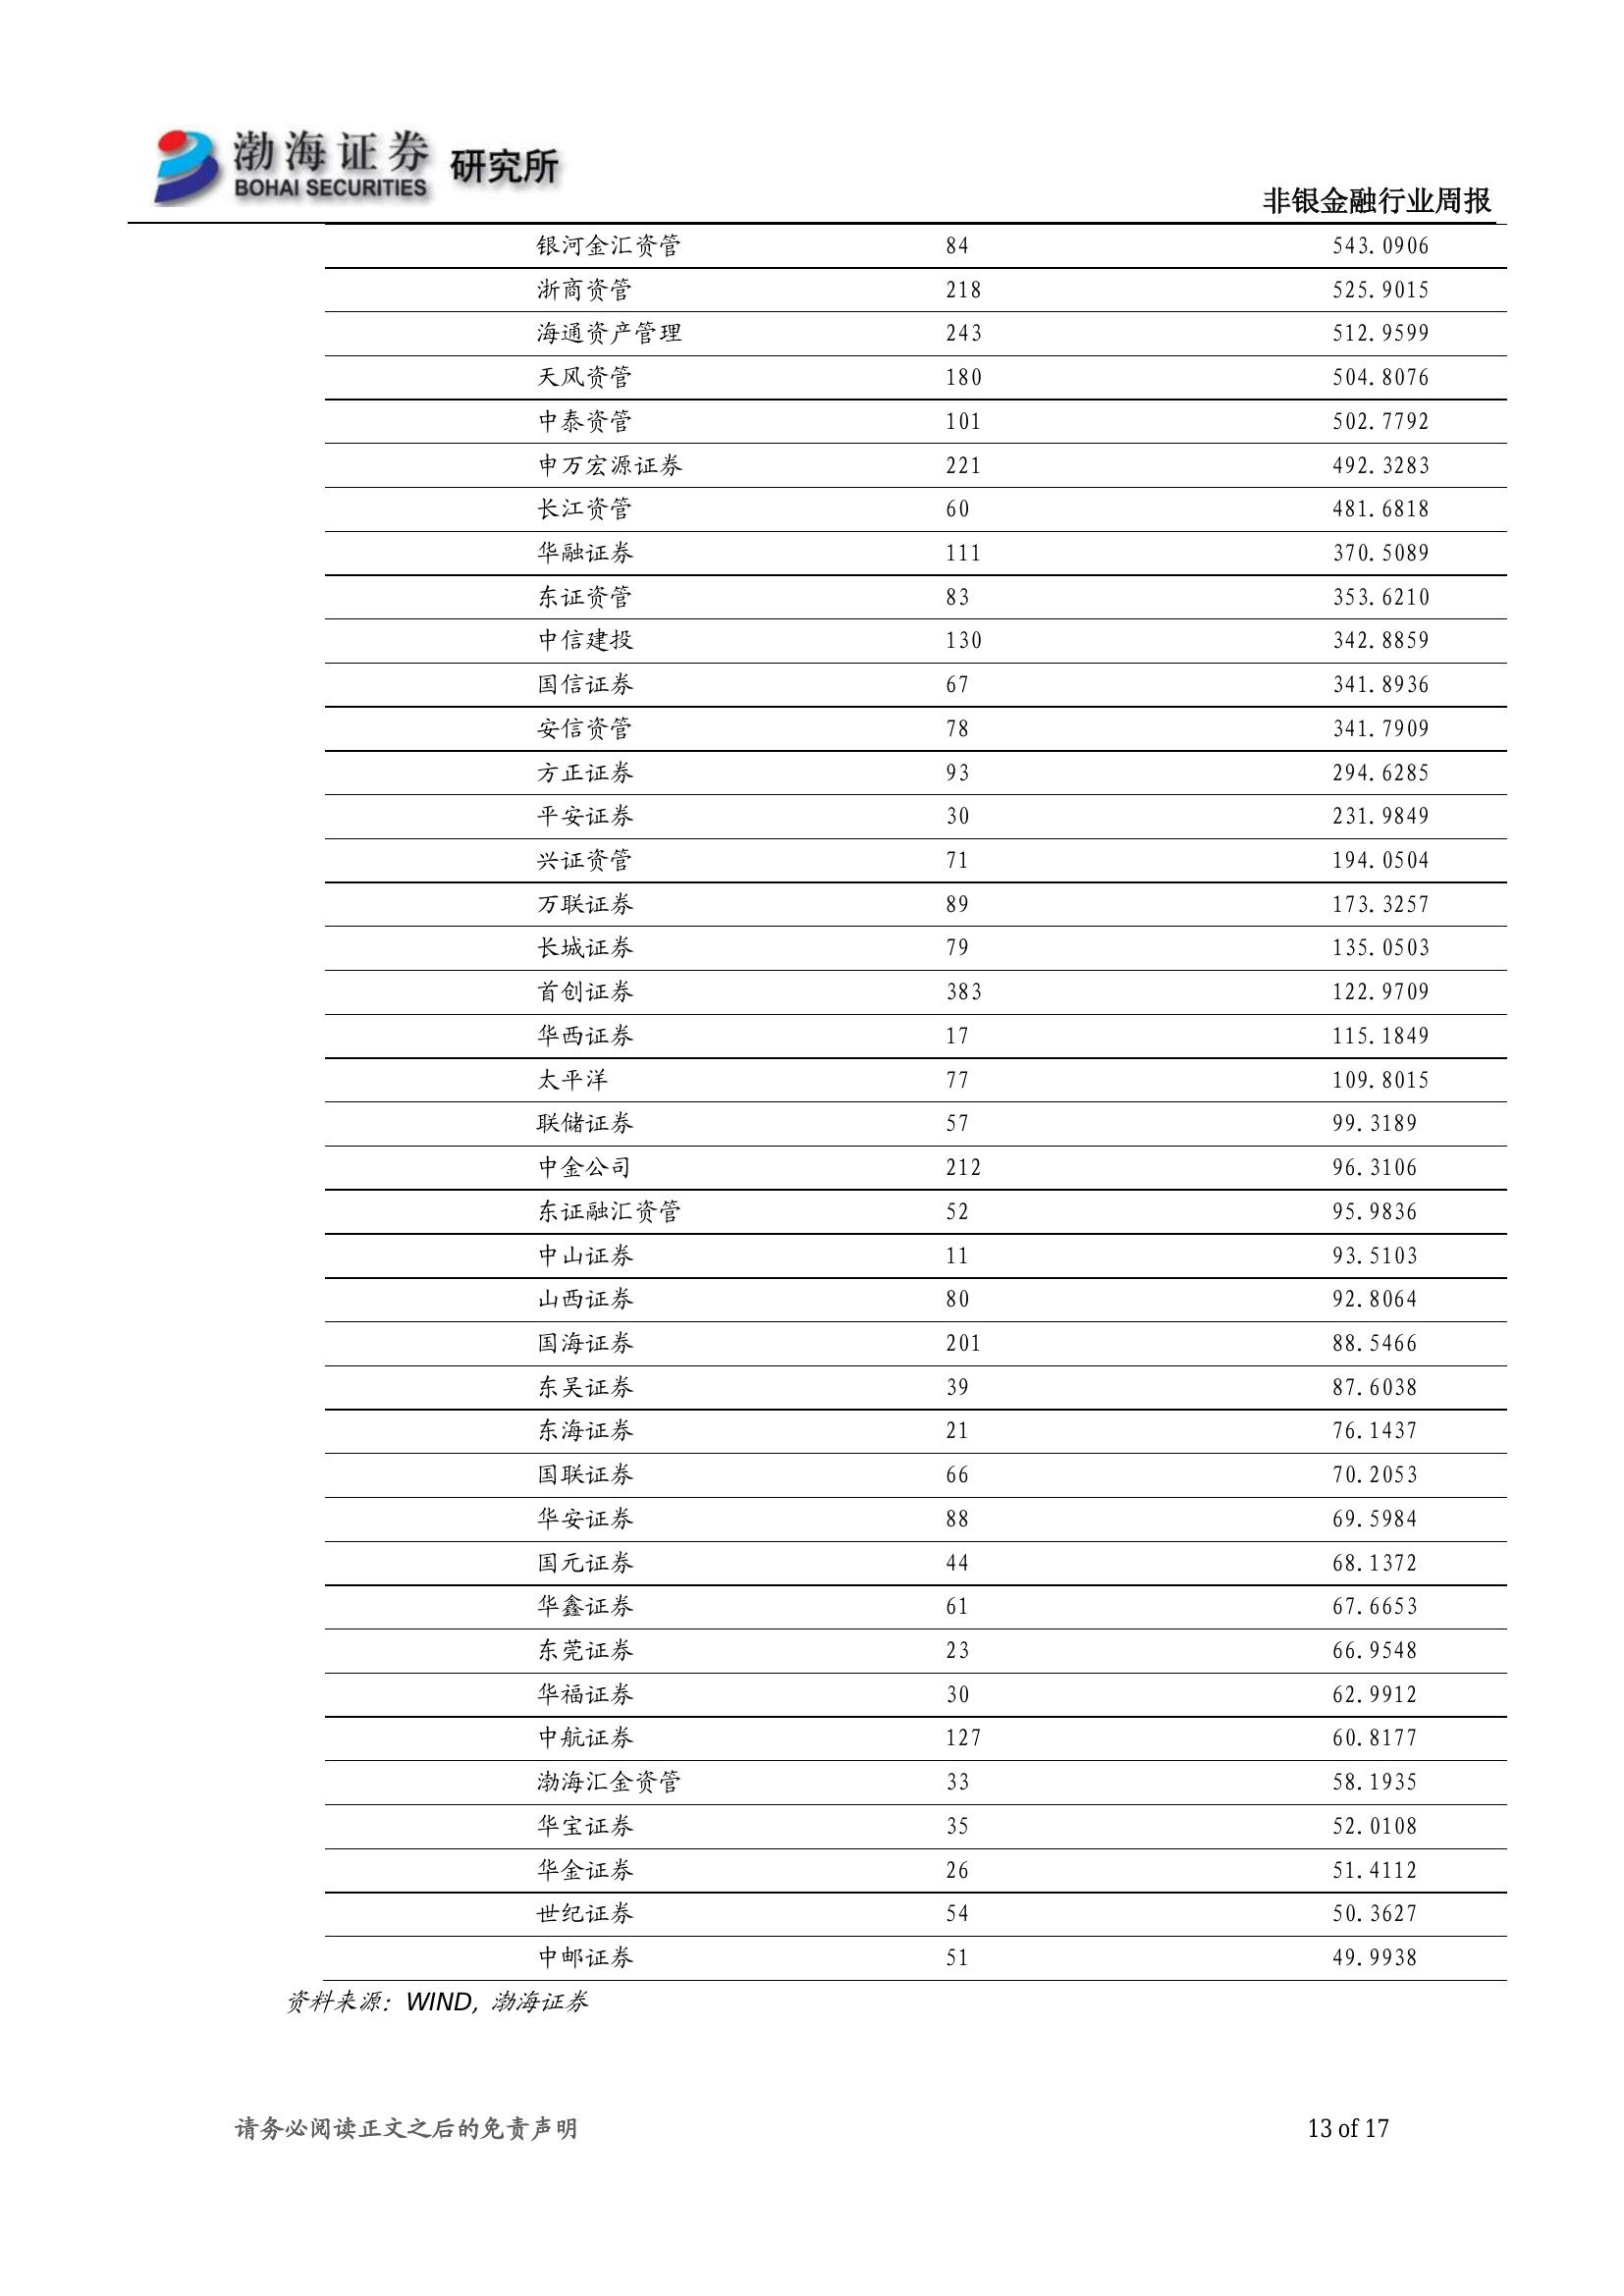 渤海证券 研究所
BOHAI SECURITIES
非银金融行业周报
银河金汇资管 84 543.0906
浙商资管 218 525.9015
海通资产管理 243 512.9599
天风资管 180 504.8076
中泰资管 101 502.7792
申万宏源证券 221 492.3283
长江资管 60 481.6818
华融证券 111 370.5089
东证资管 83 353.6210
中信建投 130 342.8859
国信证券 67 341.8936
安信资管 78 341.7909
方正证券 93 294.6285
平安证券 30 231.9849
兴证资管 71 194.0504
万联证券 89 173.3257
长城证券 79 135.0503
首创证券 383 122.9709
华西证券 17 115.1849
太平洋 77 109.8015
联储证券 57 99.3189
中金公司 212 96.3106
东证融汇资管 52 95.9836
中山证券 11 93.5103
山西证券 80 92.8064
国海证券 201 88.5466
东吴证券 39 87.6038
东海证券 21 76.1437
国联证券 66 70.2053
华安证券 88 69.5984
国元证券 44 68.1372
华鑫证券 61 67.6653
东莞证券 23 66.9548
华福证券 30 62.9912
中航证券 127 60.8177
渤海汇金资管 33 58.1935
华宝证券 35 52.0108
华金证券 26 51.4112
世纪证券 54 50.3627
中邮证券 51 49.9938
资料来源：WIND, 渤海证券
请务必阅读正文之后的免责声明 13 of 17